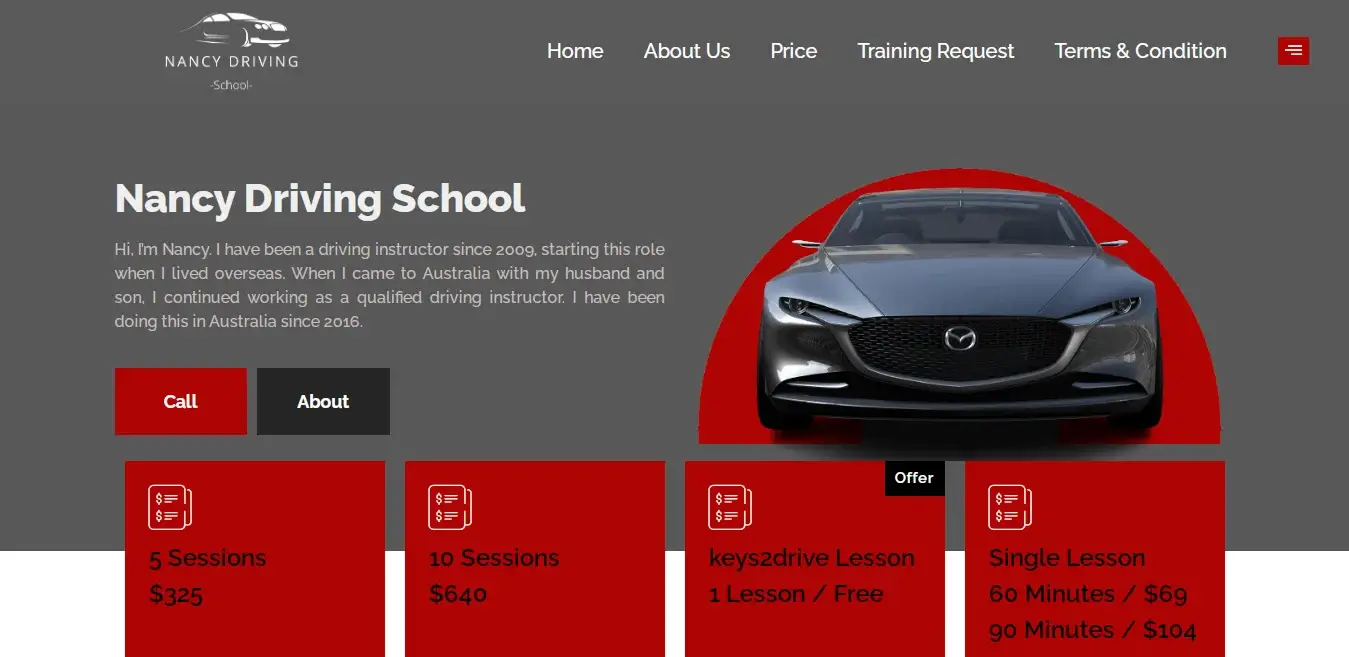 NANCY DRIVING
-School-
Home About Us Price Training Request Terms & Condition
Nancy Driving School
Hi, I'm Nancy. I have been a driving instructor since 2009, starting this role
when I lived overseas. When I came to Australia with my husband and
son, I continued working as a qualified driving instructor. I have been
doing this in Australia since 2016.
Call About
5 Sessions
$325
10 Sessions
$640
Offer
keys2drive Lesson
1 Lesson / Free
Single Lesson
60 Minutes / $69
90 Minutes / $104